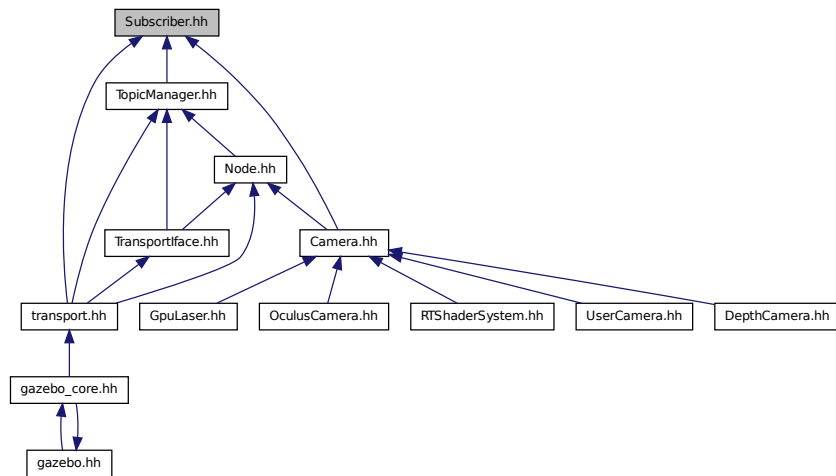 Subscriber.hh
TopicManager.hh
Node.hh
TransportIface.hh
Camera.hh
transport.hh
GpuLaser.hh
OculusCamera.hh
RTShaderSystem.hh
UserCamera.hh
DepthCamera.hh
gazebo_core.hh
gazebo.hh